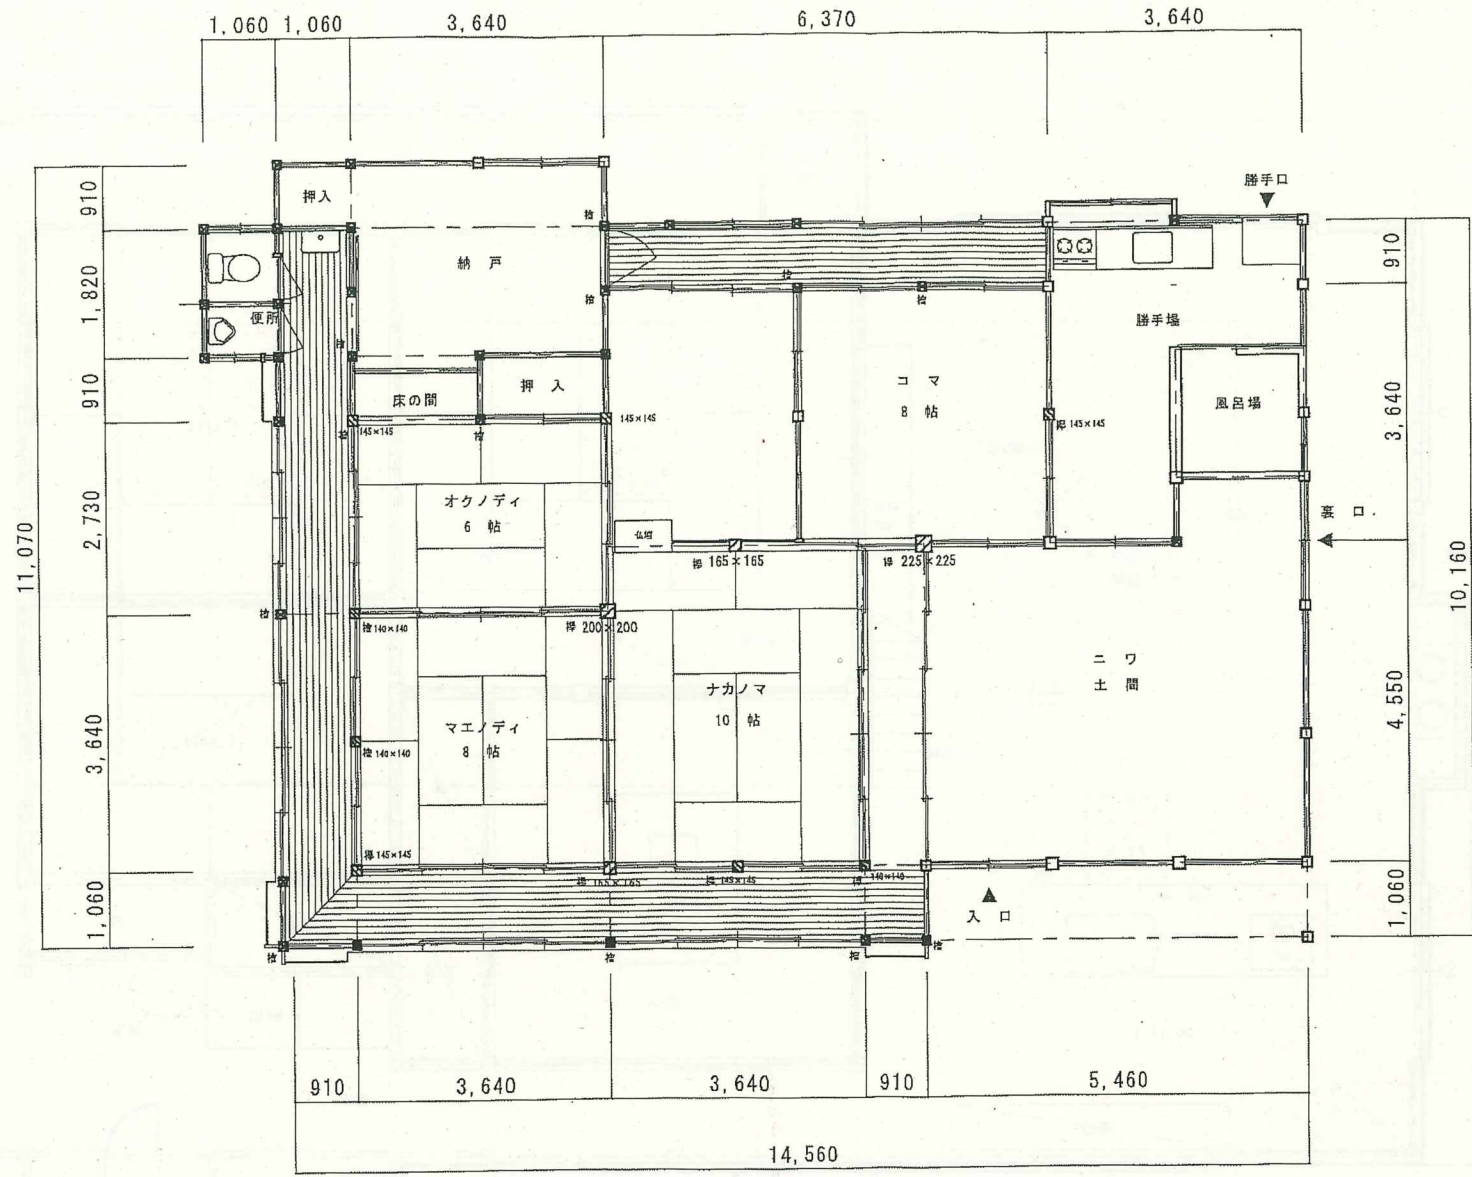 1,060 1,060 3,640 6,370 3,640
勝手口
押入
910
910
納 戸
1,820
便所
勝手場
コ マ
8 帖
910
床の間
押 入
風呂場
3,640
145×145
145×145
145×145
オクノディ
6 帖
2,730
仏壇
裏 口
165×165
225×225
11,070
10,160
140×140
200×200
ニ ワ
土 間
ナカノマ
10 帖
4,550
マエノディ
8 帖
3,640
140×140
145×145
165×165
145×145
140×140
入 口
1,060
1,060
910 3,640 3,640 910 5,460
14,560